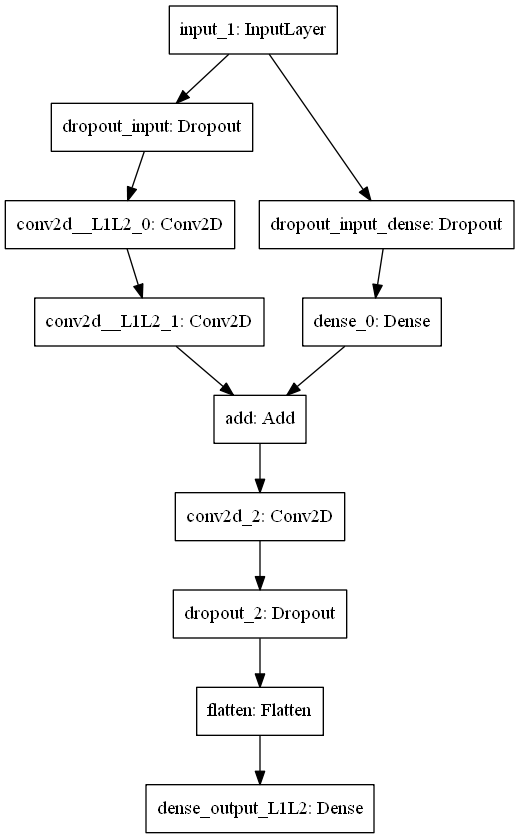 input_1: InputLayer
dropout_input: Dropout
conv2d__L1L2_0: Conv2D
dropout_input_dense: Dropout
conv2d__L1L2_1: Conv2D
dense_0: Dense
add: Add
conv2d_2: Conv2D
dropout_2: Dropout
flatten: Flatten
dense_output_L1L2: Dense